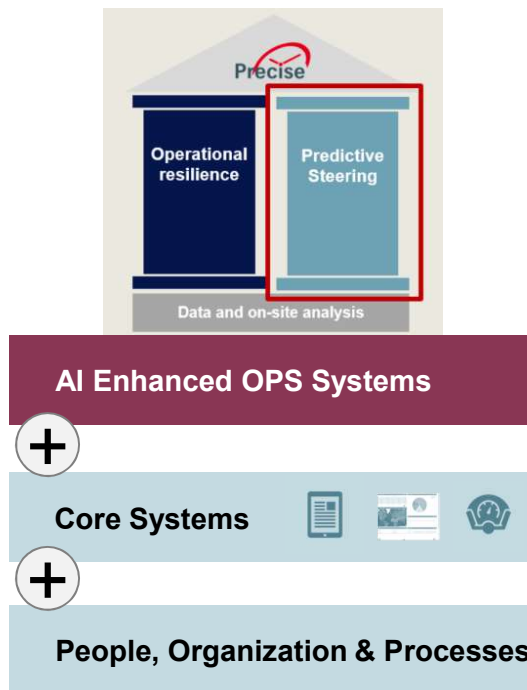 Precise
Operational
resilience
Predictive
Steering
Data and on-site analysis
AI Enhanced OPS Systems
+
Core Systems
+
People, Organization & Processes